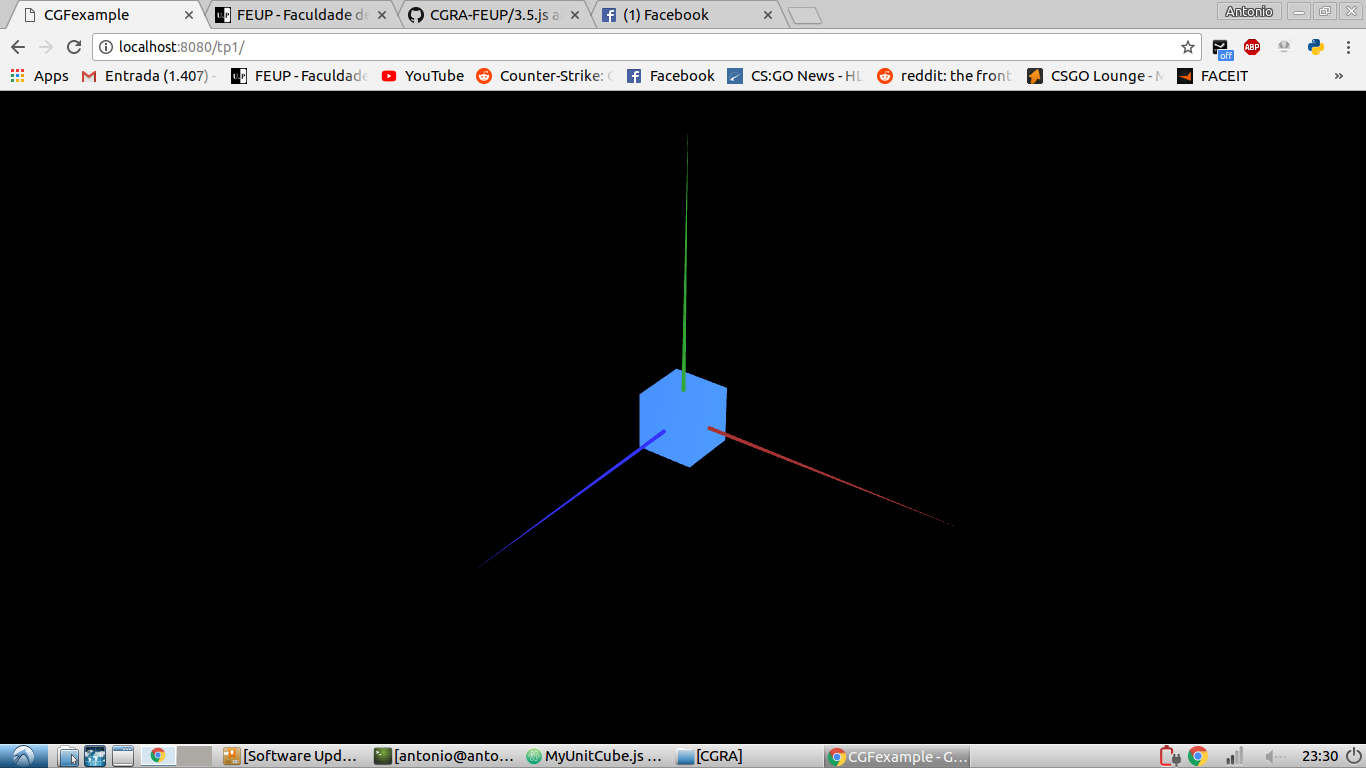 CGFexample FEUP - Faculdade de CGRA-FEUP/3.5.js a (1) Facebook Antonio
localhost:8080/tp1/ off ABP
Apps Entrada (1.407) - FEUP - Faculdade YouTube Counter-Strike: Facebook CS:GO News - HL reddit: the front CSGO Lounge - M FACEIT »
[Software Upd... [antonio@anto... MyUnitCube.js ... [CGRA] CGFexample - G... 23:30